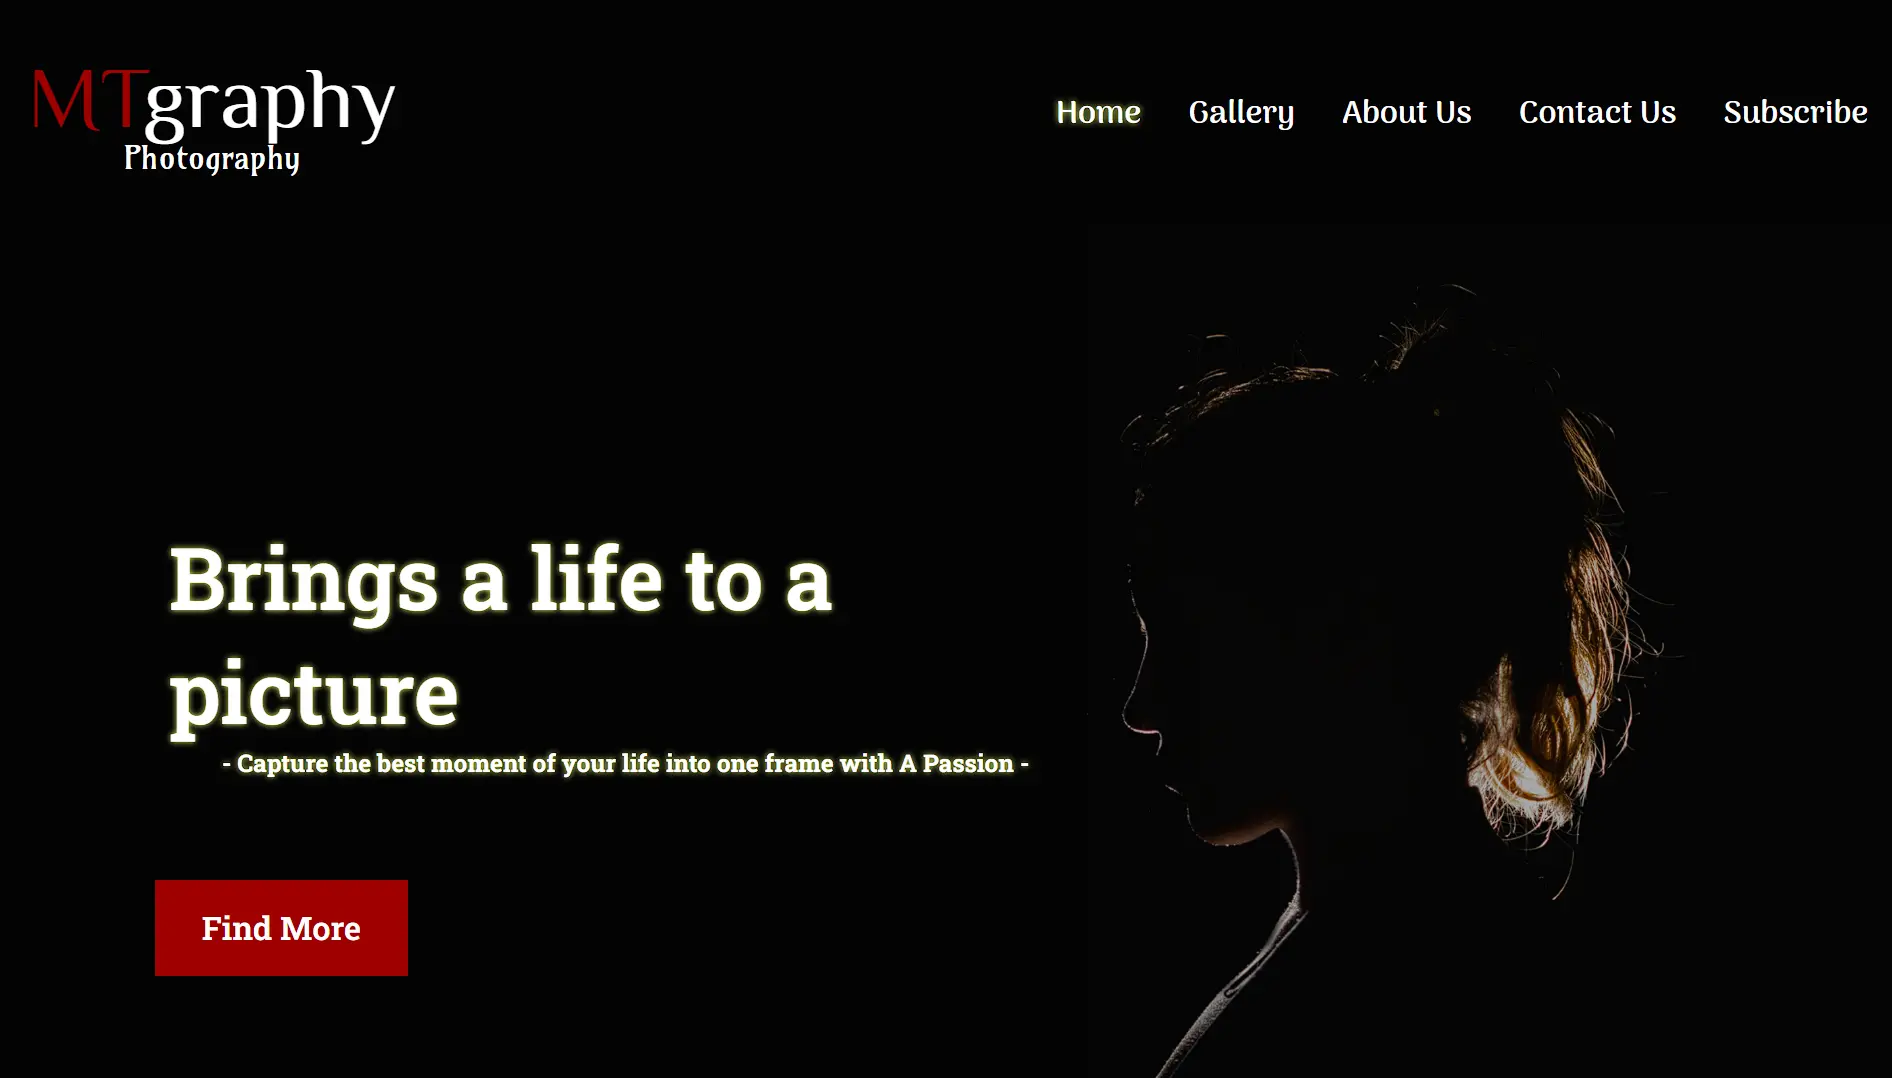 MTgraphy
Photography
Home Gallery About Us Contact Us Subscribe
Brings a life to a
picture
- Capture the best moment of your life into one frame with A Passion -
Find More